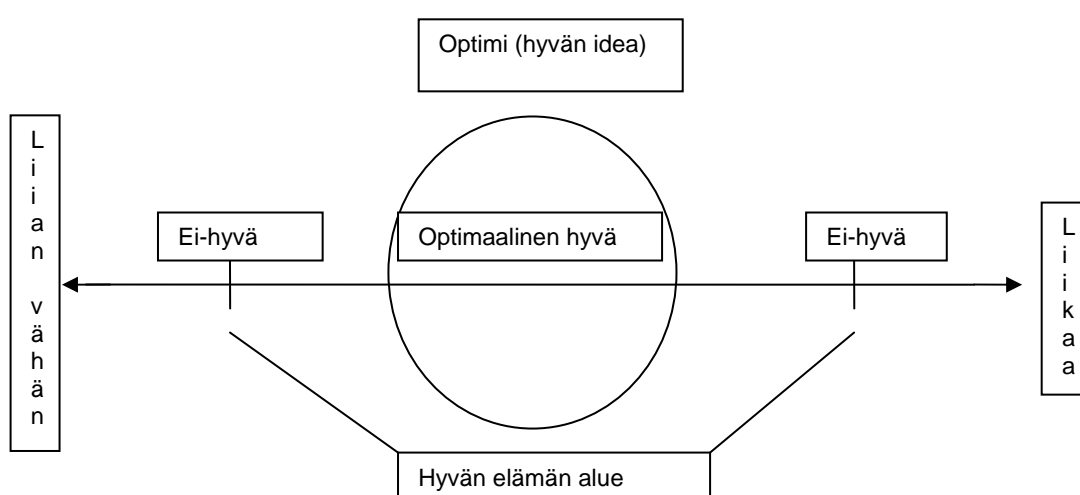 Optimi (hyvän idea)
Liian vähän
Ei-hyvä
Optimaalinen hyvä
Ei-hyvä
Liikaa
Hyvän elämän alue